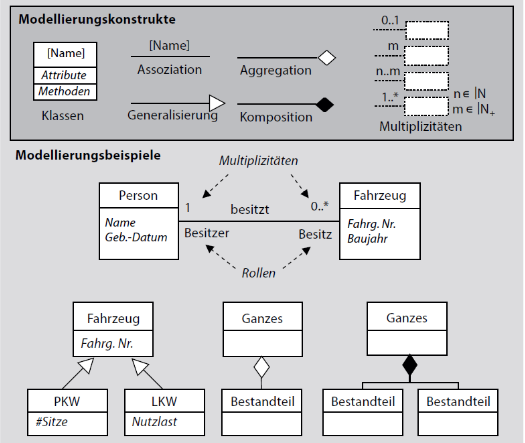 Modellierungskonstrukte
[Name]
Attribute
Methoden
Klassen
[Name]
Assoziation
Aggregation
Generalisierung
Komposition
0..1
m
n..m
1..*
n ∈ |N
m ∈ |N+
Multiplizitäten
Modellierungsbeispiele
Multiplizitäten
Person
Name
Geb.-Datum
1
besitzt
0..*
Besitzer
Besitz
Fahrzeug
Fahrg. Nr.
Baujahr
Rollen
Fahrzeug
Fahrg. Nr.
PKW
#Sitze
LKW
Nutzlast
Ganzes
Bestandteil
Ganzes
Bestandteil
Bestandteil